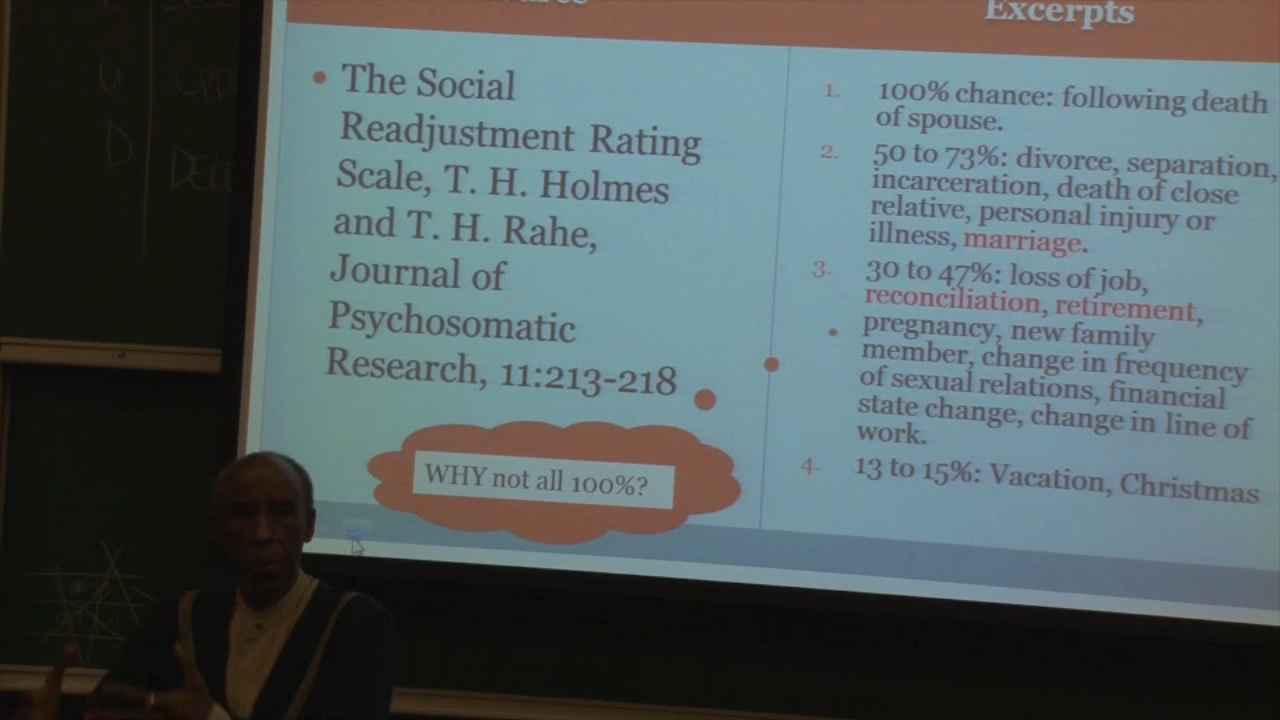 Excerpts
• The Social
Readjustment Rating
Scale, T. H. Holmes
and T. H. Rahe,
Journal of
Psychosomatic
Research, 11:213-218
WHY not all 100%?
1. 100% chance: following death
of spouse.
2. 50 to 73%: divorce, separation,
incarceration, death of close
relative, personal injury or
illness, marriage.
3. 30 to 47%: loss of job,
reconciliation, retirement,
pregnancy, new family
member, change in frequency
of sexual relations, financial
state change, change in line of
work.
4. 13 to 15%: Vacation, Christmas